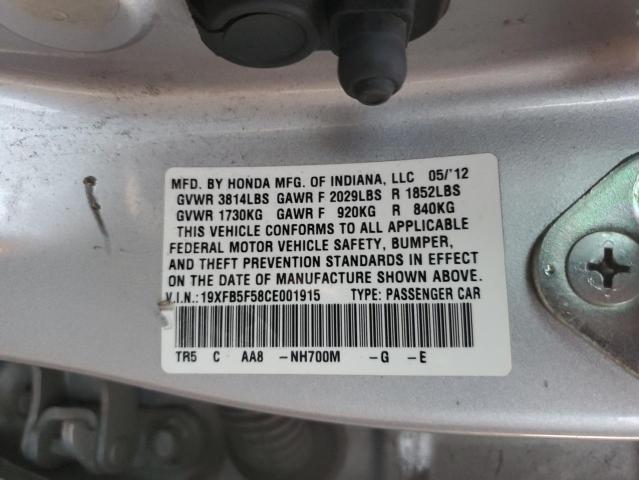 MFD. BY HONDA MFG. OF INDIANA, LLC 05/'12
GVWR 3814LBS GAWR F 2029LBS R 1852LBS
GVWR 1730KG GAWR F 920KG R 840KG
THIS VEHICLE CONFORMS TO ALL APPLICABLE
FEDERAL MOTOR VEHICLE SAFETY, BUMPER,
AND THEFT PREVENTION STANDARDS IN EFFECT
ON THE DATE OF MANUFACTURE SHOWN ABOVE.
V.I.N.:19XFB5F58CE001915 TYPE: PASSENGER CAR
TR5 C AA8 -NH700M -G -E